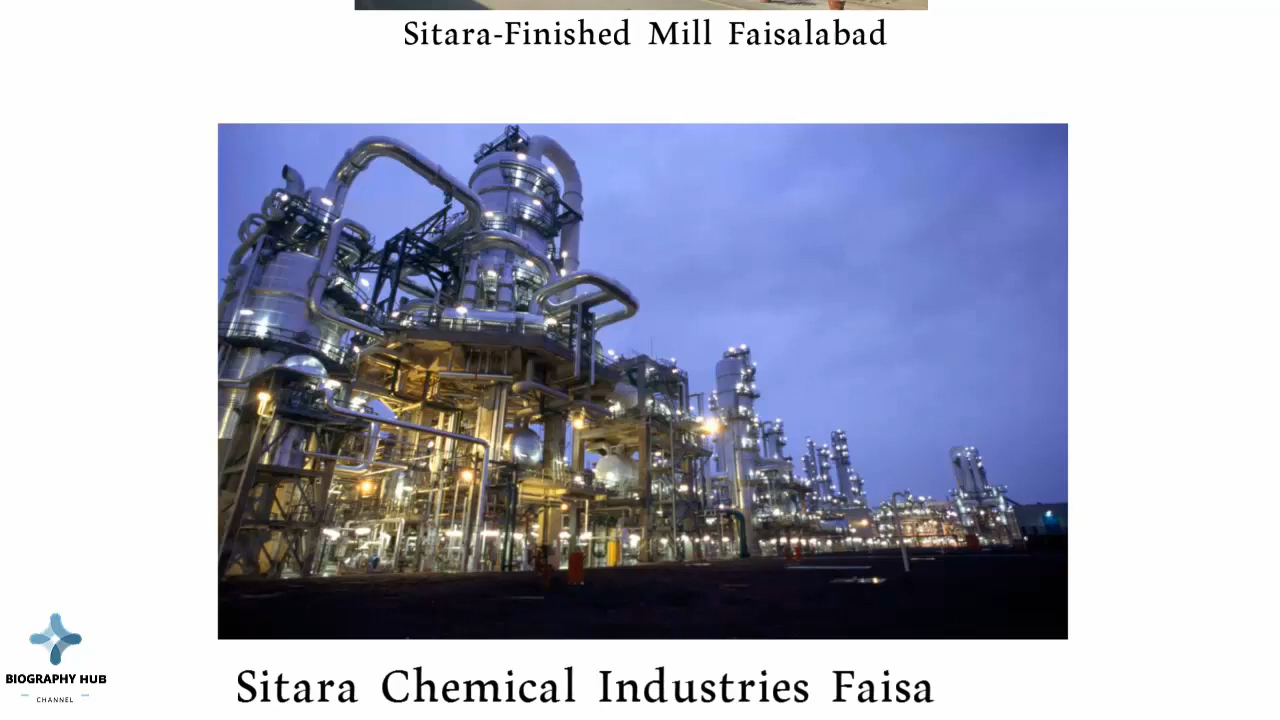 Sitara-Finished Mill Faisalabad
Sitara Chemical Industries Faisa
BIOGRAPHY HUB
CHANNEL